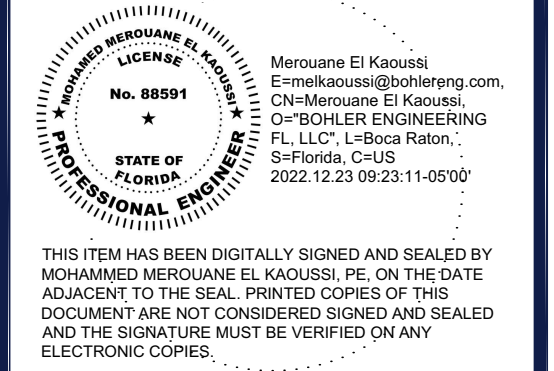 MOHAMED MEROUANE EL KAOUSSI
LICENSE
No. 88591
STATE OF
FLORIDA
PROFESSIONAL ENGINEER
Merouane El Kaoussi
E=melkaoussi@bohlereng.com,
CN=Merouane El Kaoussi,
O="BOHLER ENGINEERING
FL, LLC", L=Boca Raton,
S=Florida, C=US
2022.12.23 09:23:11-05'00'
THIS ITEM HAS BEEN DIGITALLY SIGNED AND SEALED BY
MOHAMMED MEROUANE EL KAOUSSI, PE, ON THE DATE
ADJACENT TO THE SEAL. PRINTED COPIES OF THIS
DOCUMENT ARE NOT CONSIDERED SIGNED AND SEALED
AND THE SIGNATURE MUST BE VERIFIED ON ANY
ELECTRONIC COPIES.